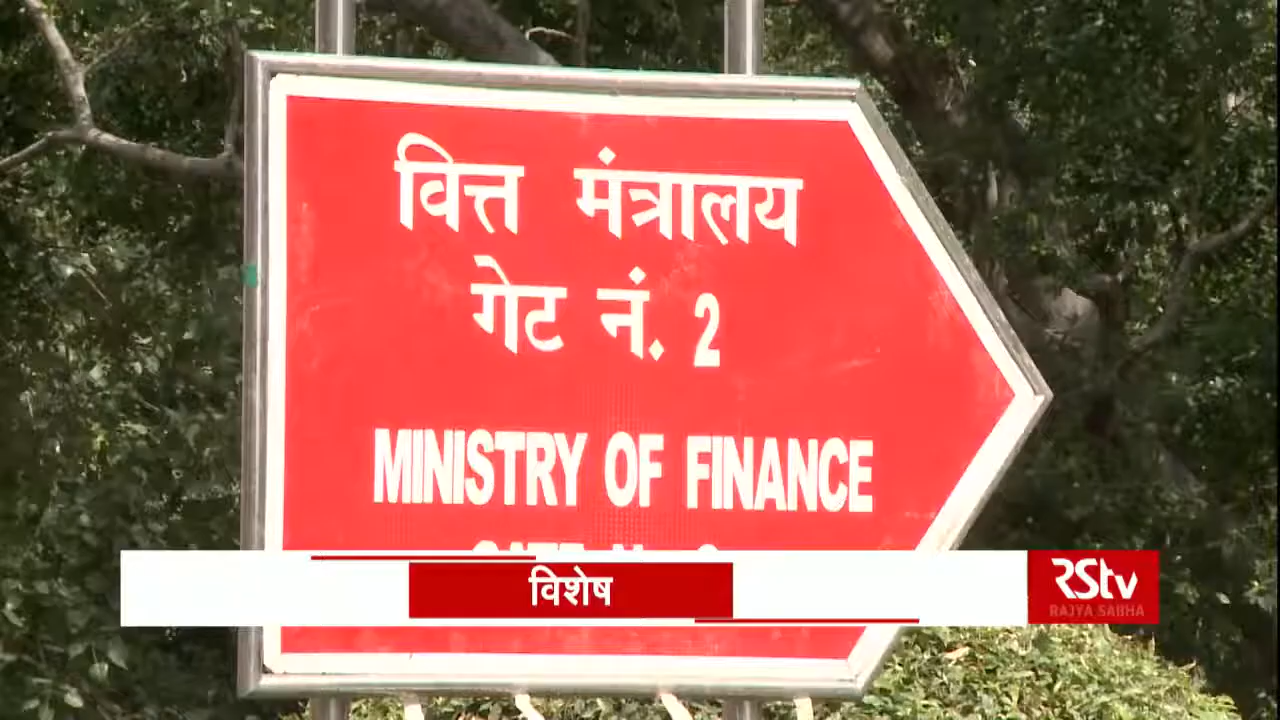 वित्त मंत्रालय
गेट नं. 2
MINISTRY OF FINANCE
विशेष
RStv
RAJYA SABHA